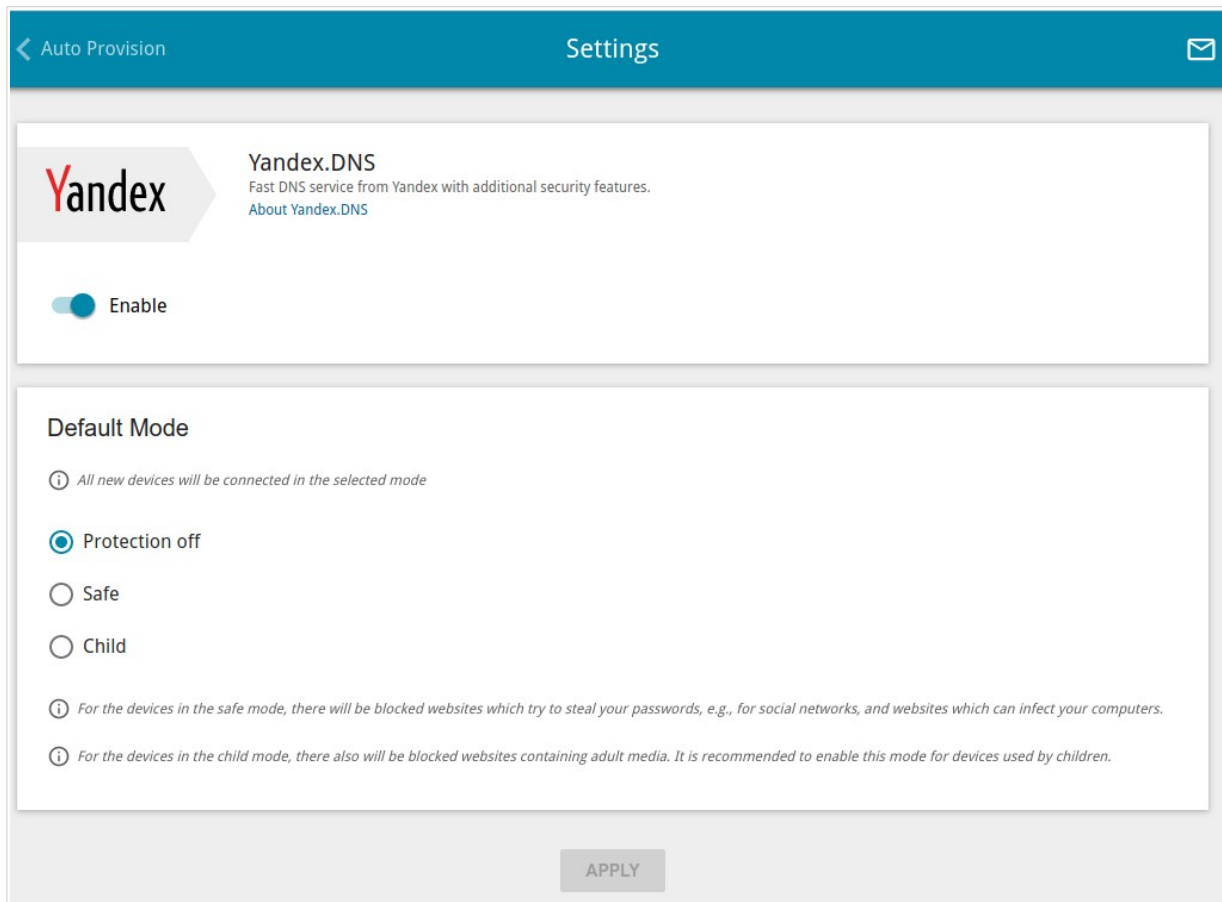 Auto Provision
Settings
Yandex
Yandex.DNS
Fast DNS service from Yandex with additional security features.
About Yandex.DNS
Enable
Default Mode
All new devices will be connected in the selected mode
Protection off
Safe
Child
For the devices in the safe mode, there will be blocked websites which try to steal your passwords, e.g., for social networks, and websites which can infect your computers.
For the devices in the child mode, there also will be blocked websites containing adult media. It is recommended to enable this mode for devices used by children.
APPLY